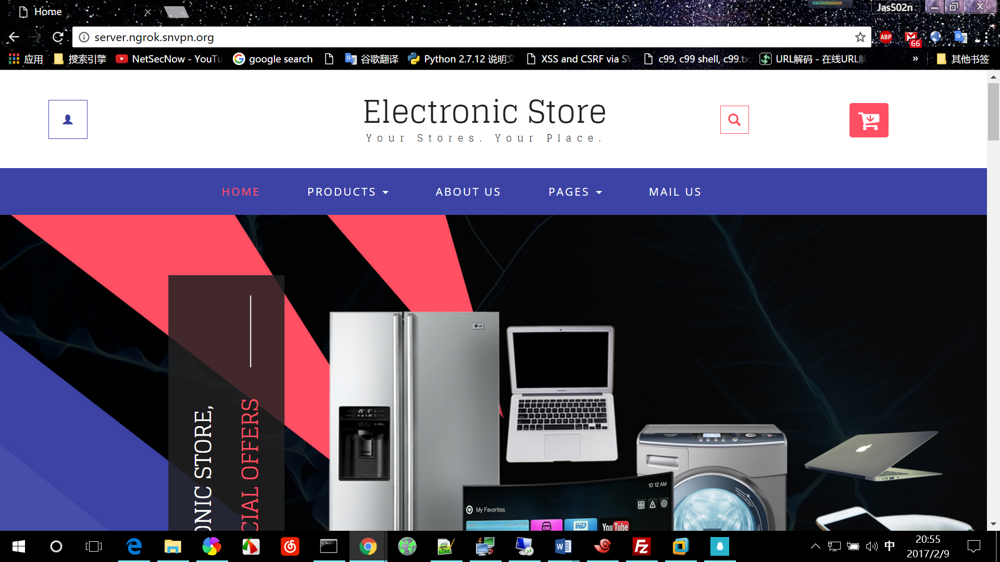 Home
Jas502n
server.ngrok.snvpn.org
ABP
66
应用
搜索引擎
NetSecNow - YouTu
google search
谷歌翻译
Python 2.7.12 说明文
XSS and CSRF via SW
c99, c99 shell, c99.tx
URL解码 - 在线URL解
»
其他书签
Electronic Store
Your Stores. Your Place.
HOME
PRODUCTS
ABOUT US
PAGES
MAIL US
ONIC STORE,
CIAL OFFERS
LG
10:12 AM
My Favorites
WD
YouTube
中
20:55
2017/2/9